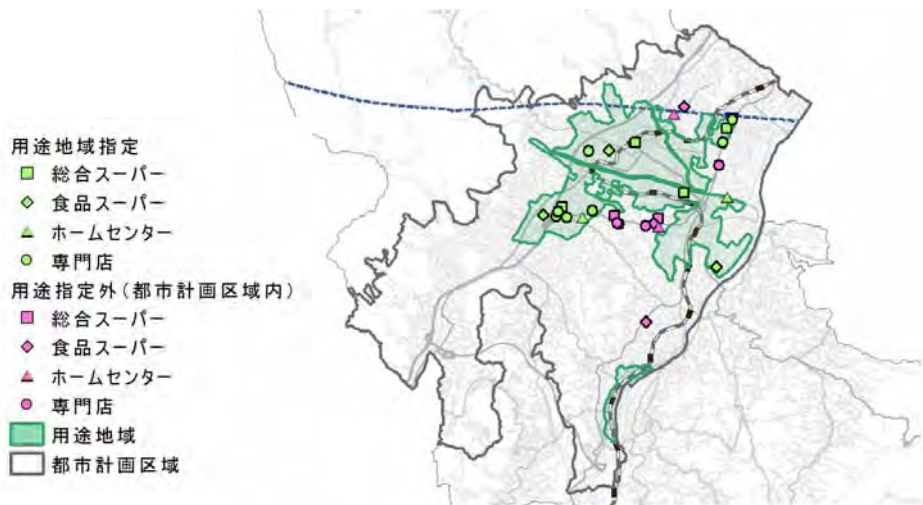 用途地域指定
総合スーパー
食品スーパー
ホームセンター
専門店
用途指定外(都市計画区域内)
総合スーパー
食品スーパー
ホームセンター
専門店
用途地域
都市計画区域